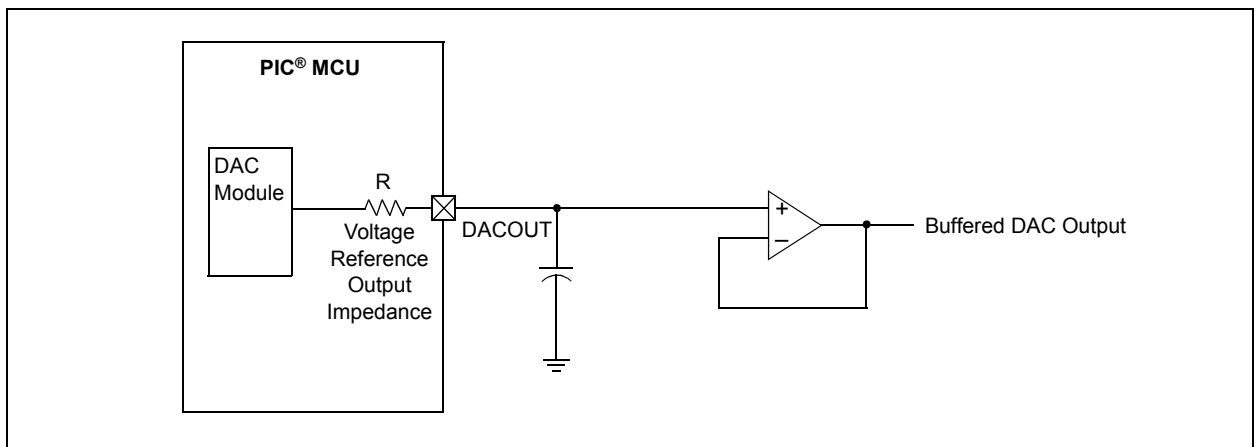 PIC® MCU
DAC
Module
R
Voltage
Reference
Output
Impedance
DACOUT
+
–
Buffered DAC Output